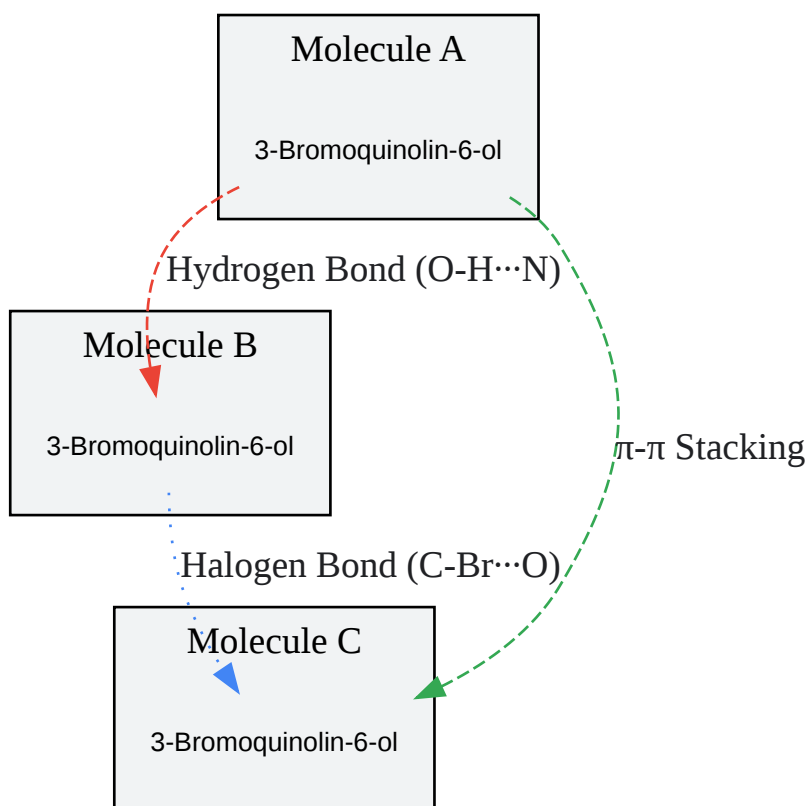 Molecule A
3-Bromoquinolin-6-ol
Hydrogen Bond (O-H···N)
Molecule B
3-Bromoquinolin-6-ol
π-π Stacking
Halogen Bond (C-Br···O)
Molecule C
3-Bromoquinolin-6-ol